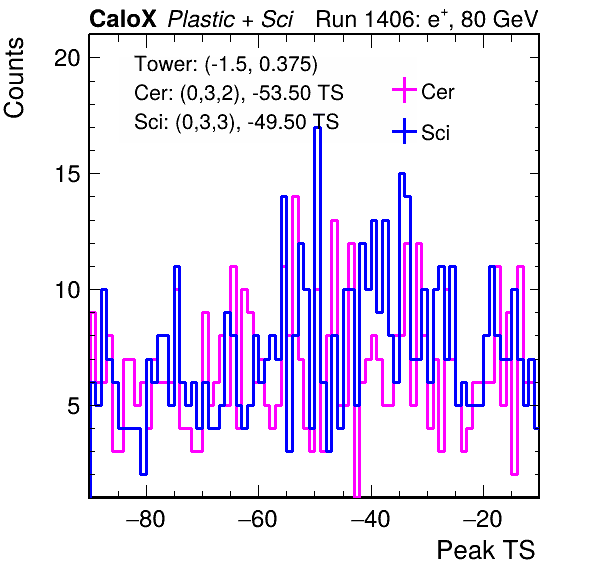 CaloX Plastic + Sci Run 1406: e+, 80 GeV
Counts
Tower: (-1.5, 0.375)
Cer: (0,3,2), -53.50 TS
Sci: (0,3,3), -49.50 TS
Cer
Sci
20
15
10
5
−80 −60 −40 −20
Peak TS